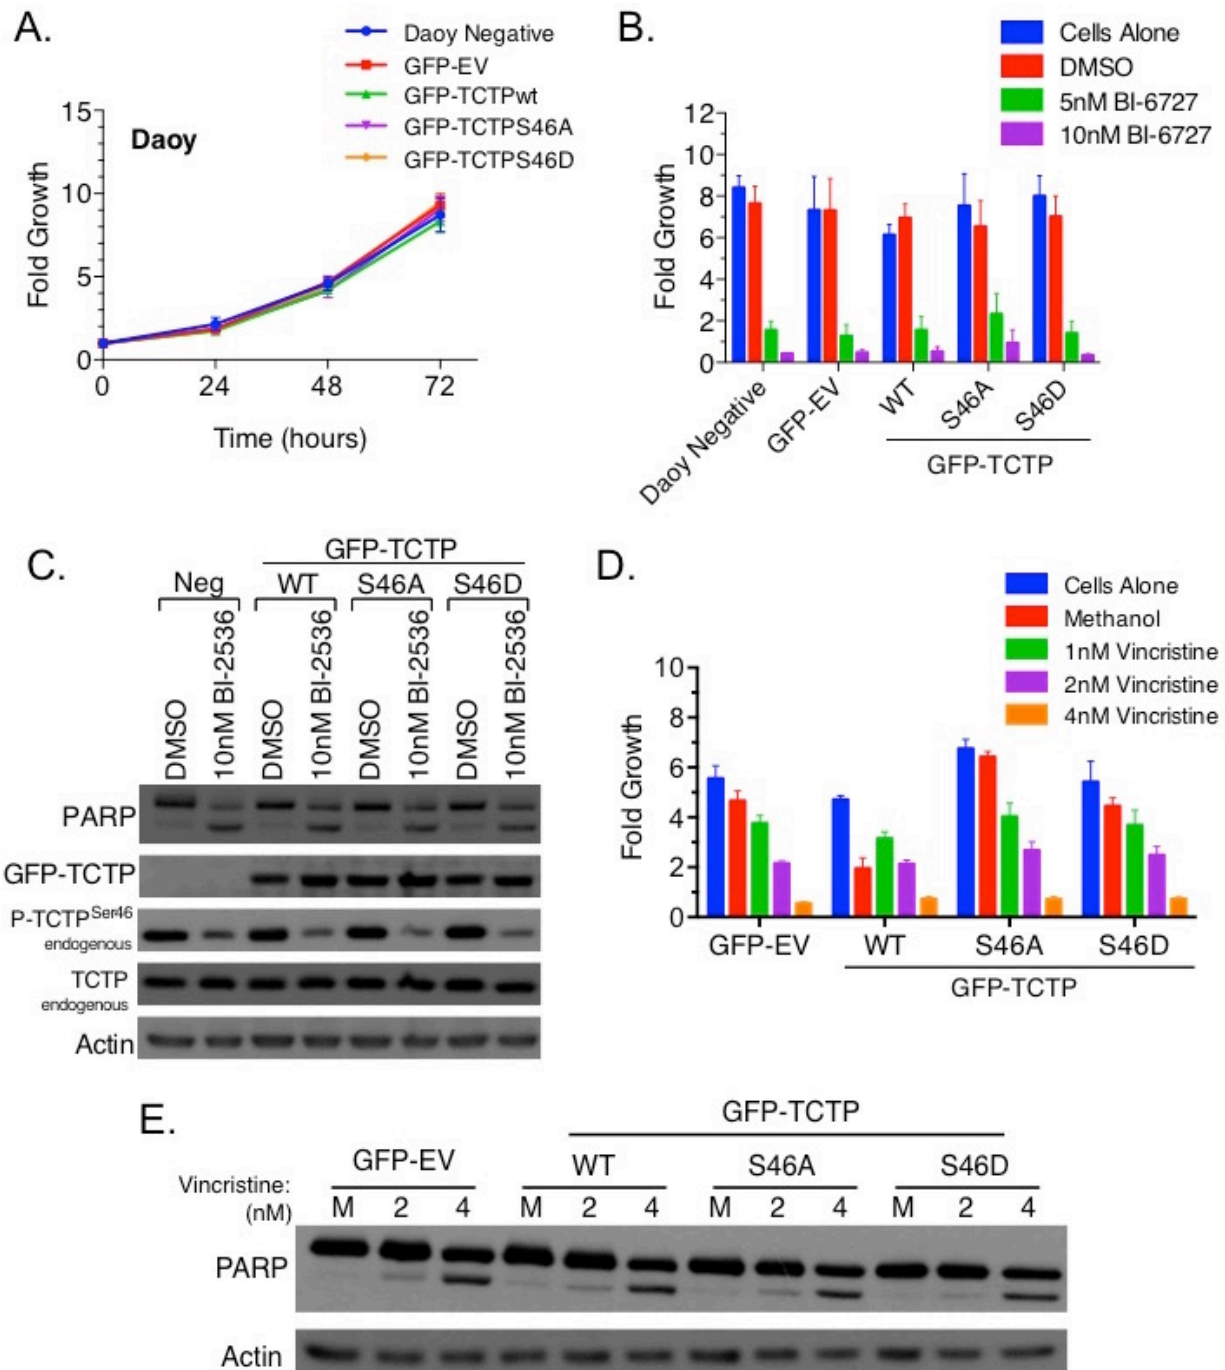 A.
Daoy Negative
GFP-EV
GFP-TCTPwt
GFP-TCTPS46A
GFP-TCTPS46D
Daoy
Fold Growth
15
10
5
0
0 24 48 72
Time (hours)
B.
Cells Alone
DMSO
5nM BI-6727
10nM BI-6727
Fold Growth
12
10
8
6
4
2
0
Daoy Negative
GFP-EV
WT
S46A
S46D
GFP-TCTP
C.
GFP-TCTP
Neg WT S46A S46D
DMSO
10nM BI-2536
DMSO
10nM BI-2536
DMSO
10nM BI-2536
DMSO
10nM BI-2536
PARP
GFP-TCTP
P-TCTPSer46
endogenous
TCTP
endogenous
Actin
D.
Cells Alone
Methanol
1nM Vincristine
2nM Vincristine
4nM Vincristine
Fold Growth
10
8
6
4
2
0
GFP-EV WT S46A S46D
GFP-TCTP
E.
GFP-TCTP
GFP-EV WT S46A S46D
Vincristine:
(nM) M 2 4 M 2 4 M 2 4 M 2 4
PARP
Actin